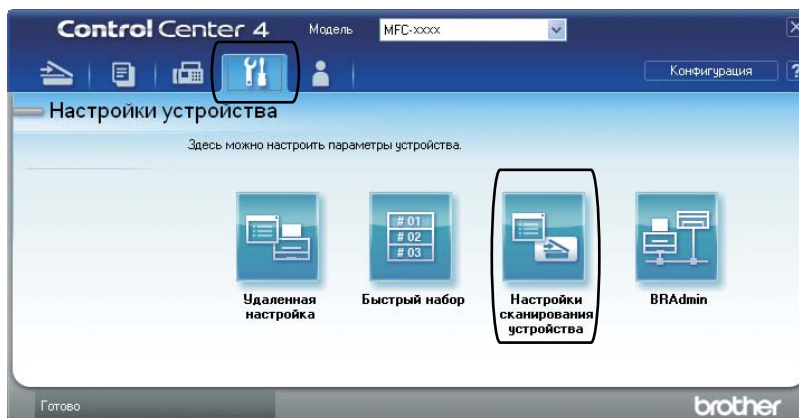 Control Center 4 Модель MFC-xxxx
Конфигурация ?
Настройки устройства
Здесь можно настроить параметры устройства.
# 01
# 02
# 03
Удаленная
настройка
Быстрый набор
Настройки
сканирования
устройства
BRAdmin
Готово
brother